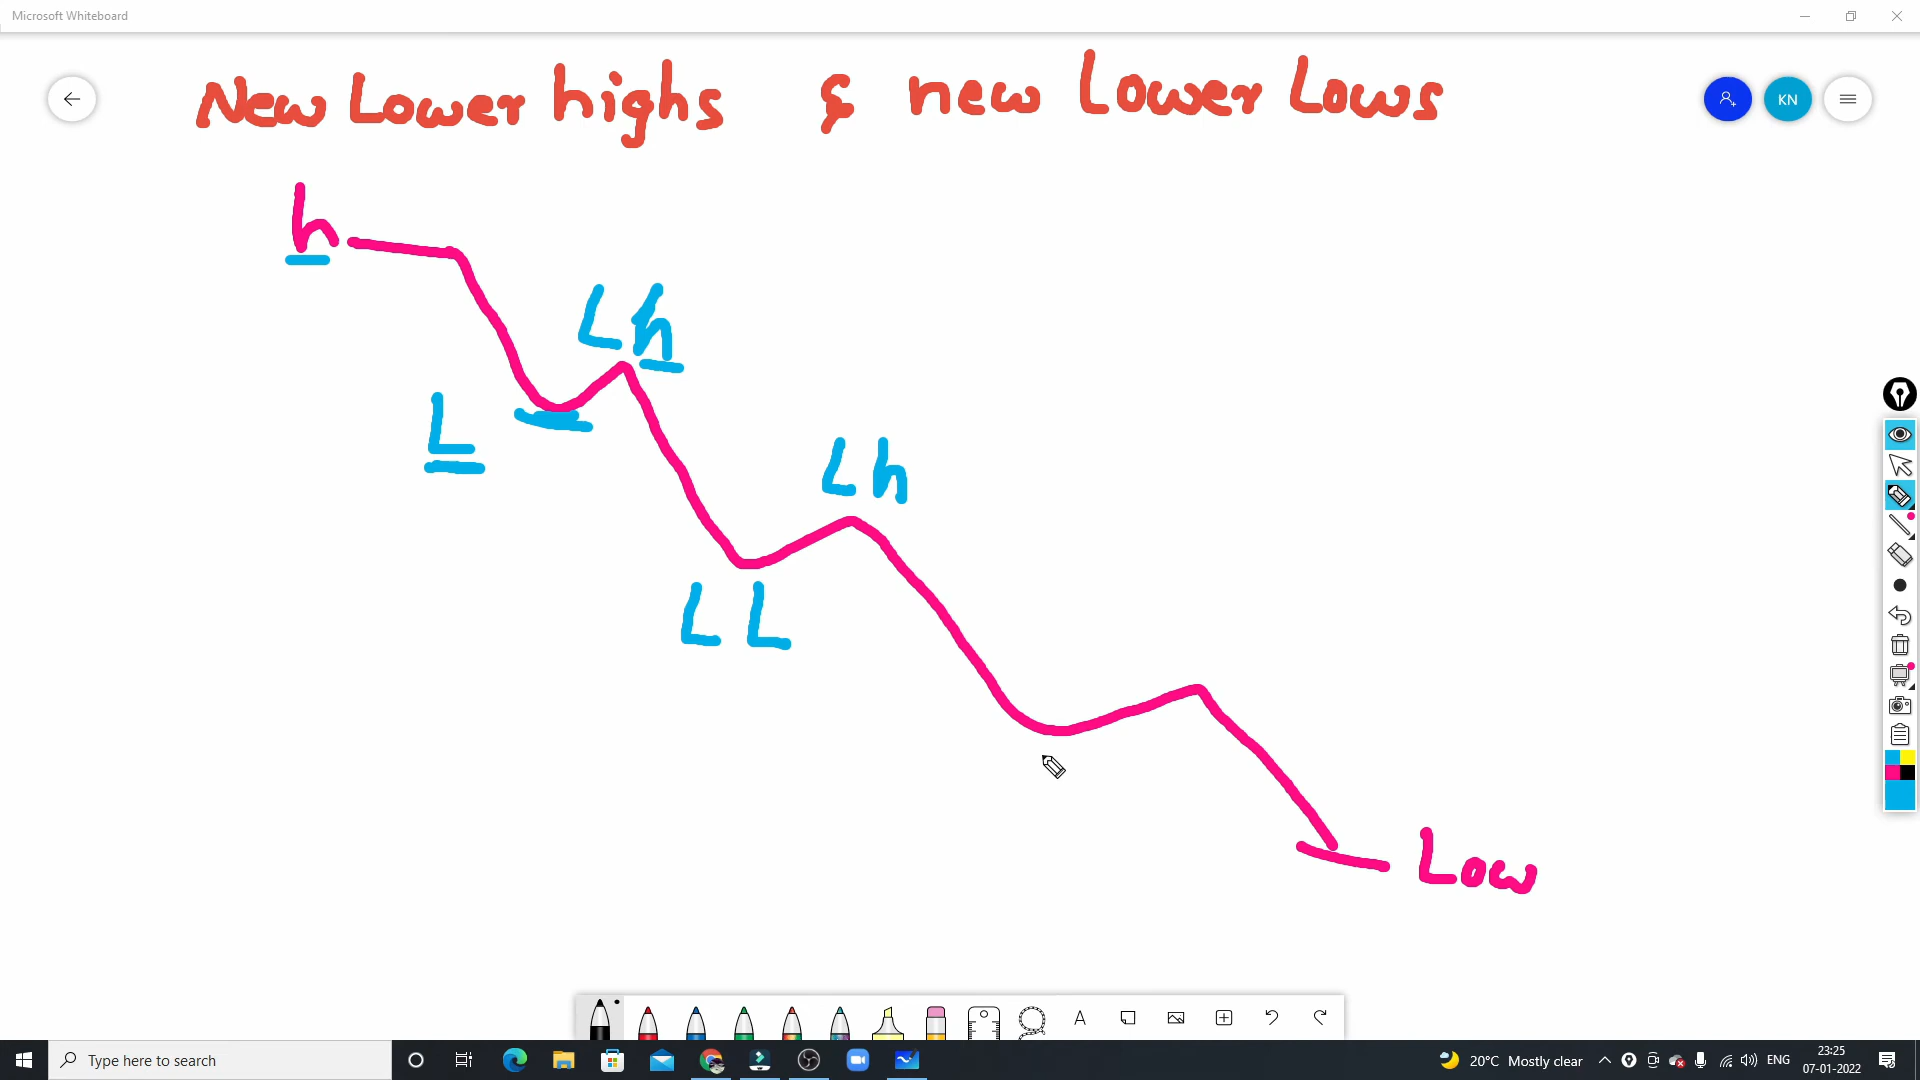 Microsoft Whiteboard
New Lower highs & new Lower Lows
KN
h
Lh
L
Lh
LL
Low
A
Type here to search
20°C Mostly clear
ENG
23:25
07-01-2022